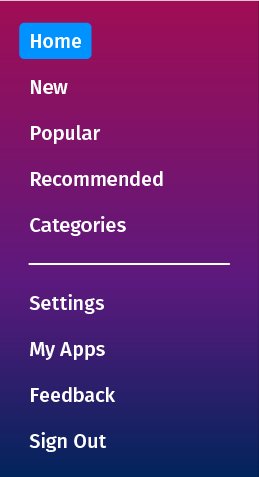 Home
New
Popular
Recommended
Categories
Settings
My Apps
Feedback
Sign Out